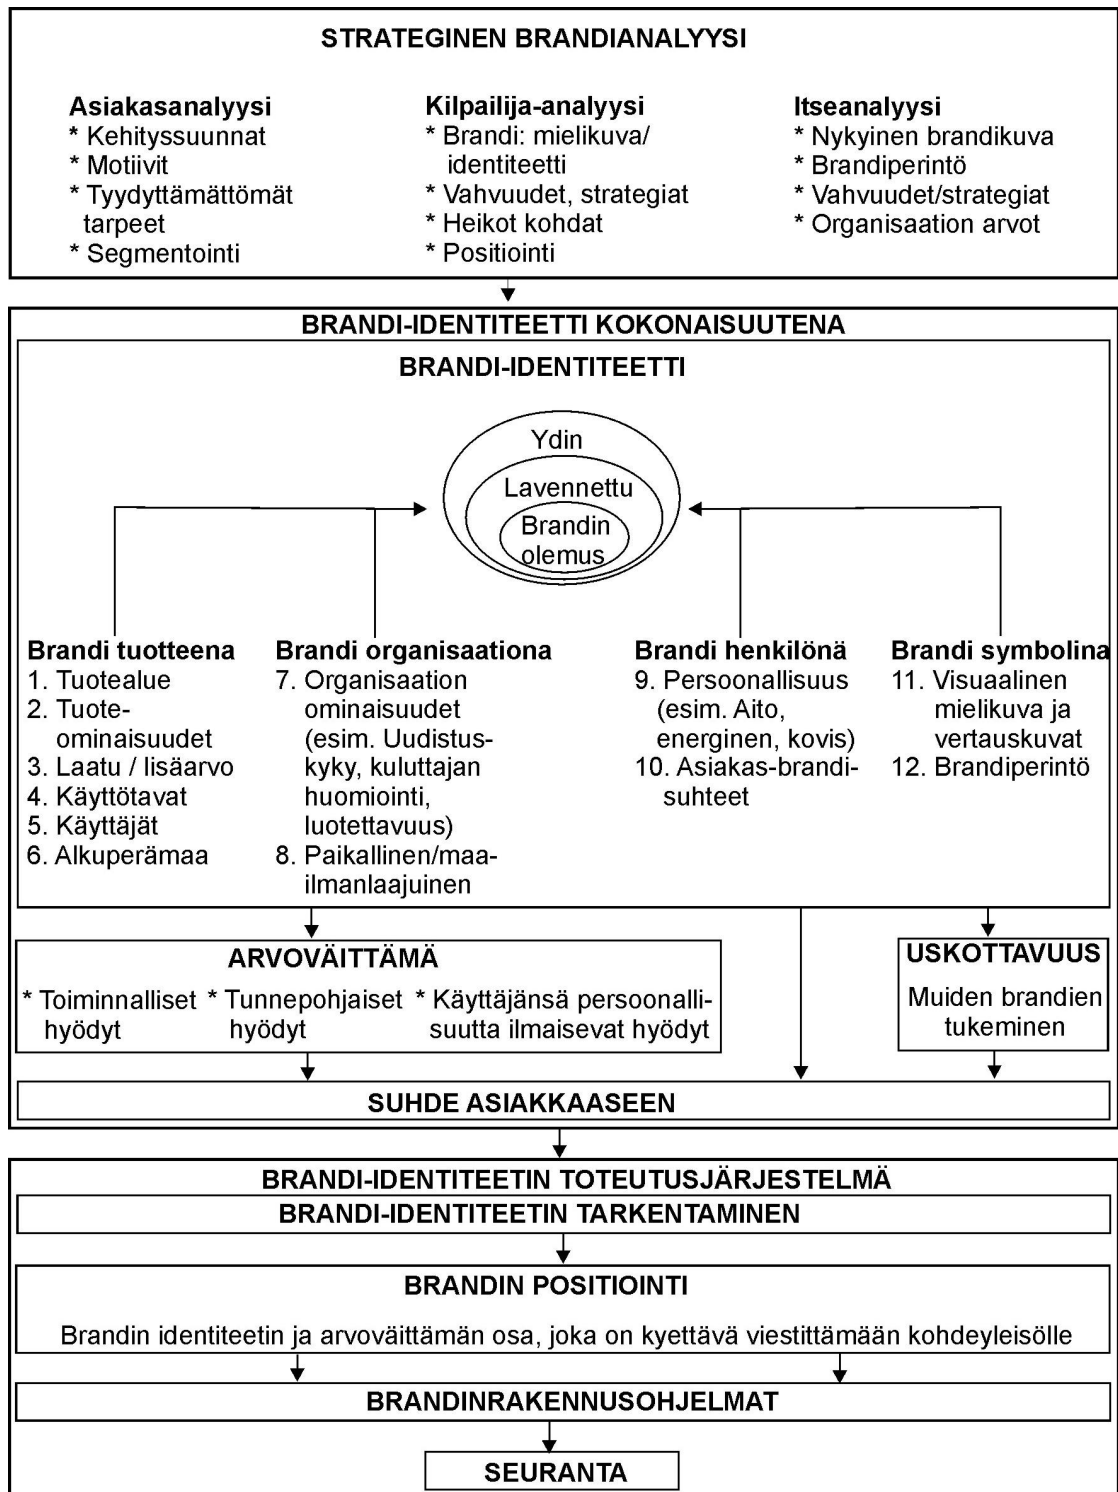 STRATEGINEN BRANDIANALYYSI
Asiakasanalyysi
* Kehityssuunnat
* Motiivit
* Tyydyttämättömät
tarpeet
* Segmentointi
Kilpailija-analyysi
* Brandi: mielikuva/
identiteetti
* Vahvuudet, strategiat
* Heikot kohdat
* Positiointi
Itseanalyysi
* Nykyinen brandikuva
* Brandiperintö
* Vahvuudet/strategiat
* Organisaation arvot
BRANDI-IDENTITEETTI KOKONAISUUTENA
BRANDI-IDENTITEETTI
Ydin
Lavennettu
Brandin
olemus
Brandi tuotteena
1. Tuotealue
2. Tuote-
ominaisuudet
3. Laatu / lisäarvo
4. Käyttötavat
5. Käyttäjät
6. Alkuperämaa
Brandi organisaationa
7. Organisaation
ominaisuudet
(esim. Uudistus-
kyky, kuluttajan
huomiointi,
luotettavuus)
8. Paikallinen/maa-
ilmanlaajuinen
Brandi henkilönä
9. Persoonallisuus
(esim. Aito,
energinen, kovis)
10. Asiakas-brandi-
suhteet
Brandi symbolina
11. Visuaalinen
mielikuva ja
vertauskuvat
12. Brandiperintö
ARVOVÄITTÄMÄ
* Toiminnalliset
hyödyt
* Tunnepohjaiset
hyödyt
* Käyttäjänsä persoonalli-
suutta ilmaisevat hyödyt
USKOTTAVUUS
Muiden brandien
tukeminen
SUHDE ASIAKKAASEEN
BRANDI-IDENTITEETIN TOTEUTUSJÄRJESTELMÄ
BRANDI-IDENTITEETIN TARKENTAMINEN
BRANDIN POSITIOINTI
Brandin identiteetin ja arvoväittämän osa, joka on kyettävä viestittämään kohdeyleisölle
BRANDINRAKENNUSOHJELMAT
SEURANTA